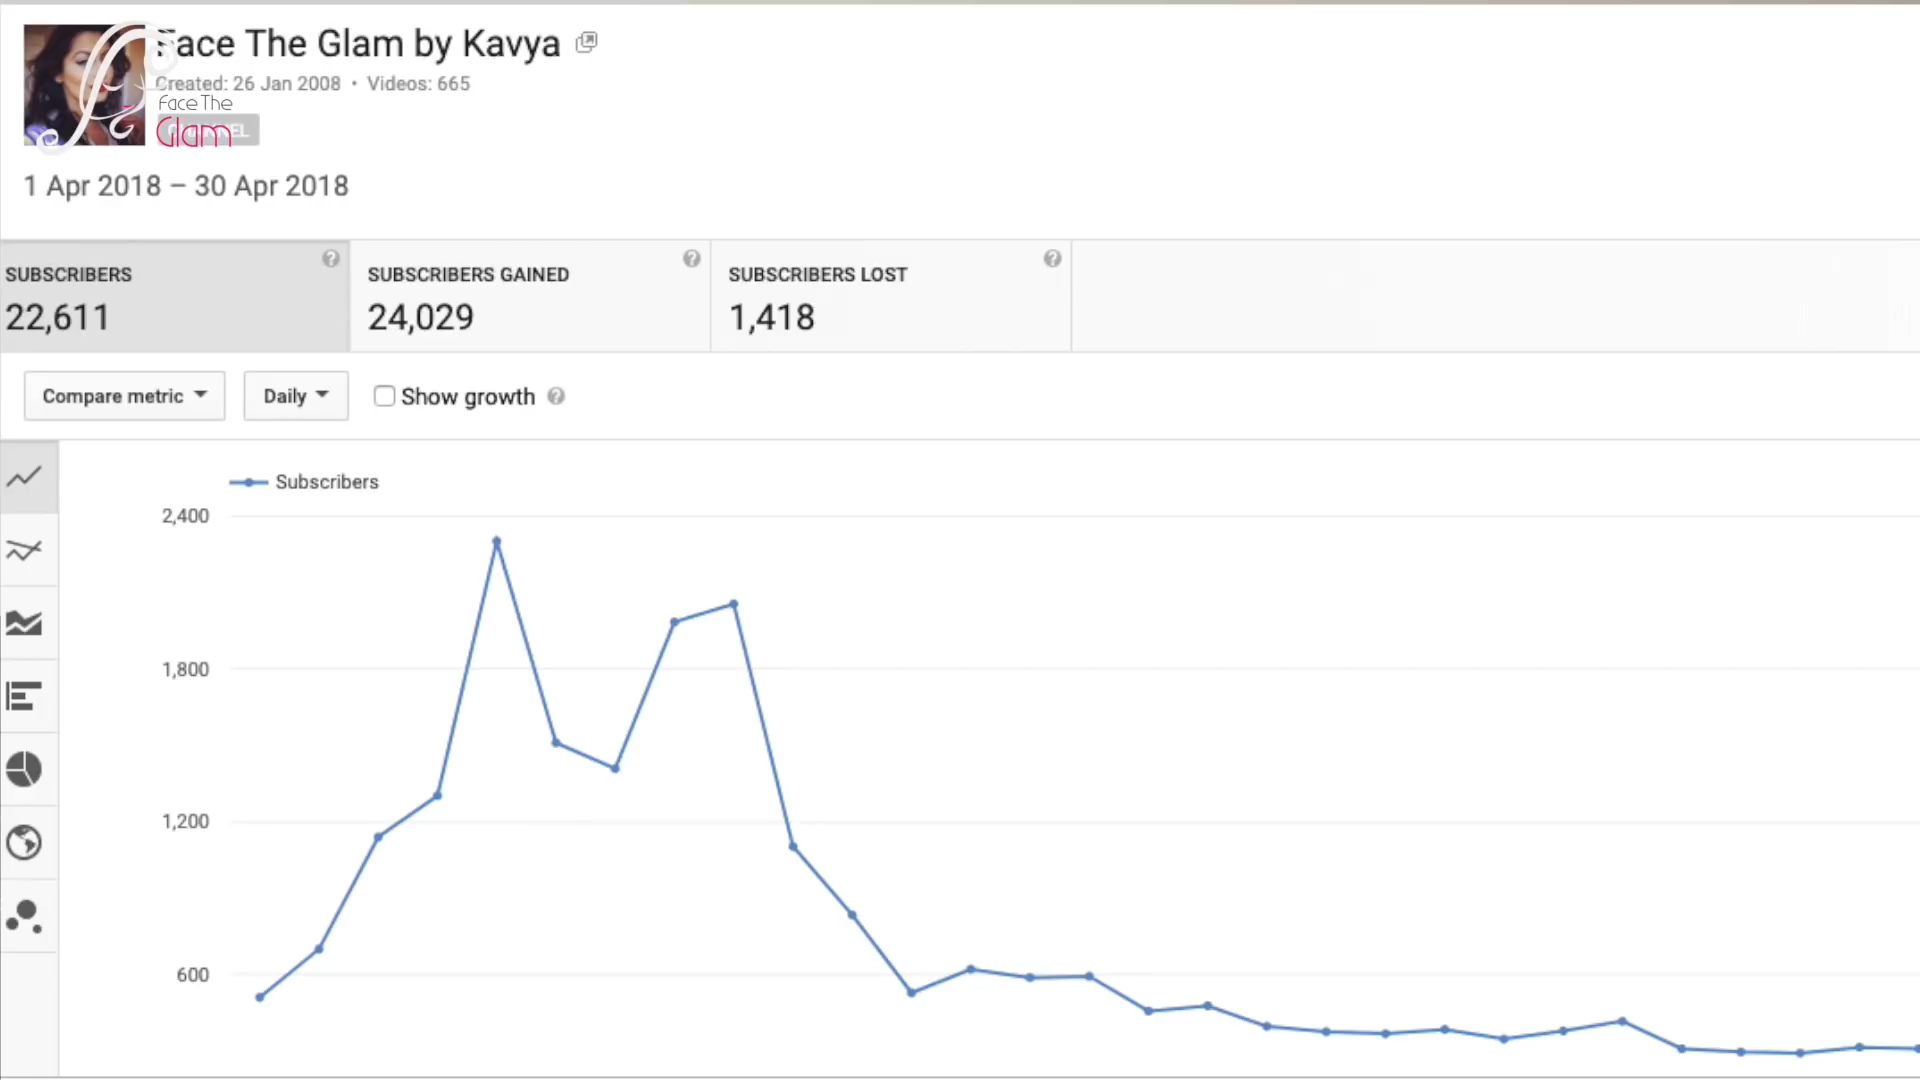 Face The Glam by Kavya
Created: 26 Jan 2008 • Videos: 665
Face The
Glam
1 Apr 2018 – 30 Apr 2018
SUBSCRIBERS
22,611
SUBSCRIBERS GAINED
24,029
SUBSCRIBERS LOST
1,418
Compare metric
Daily
Show growth
Subscribers
2,400
1,800
1,200
600